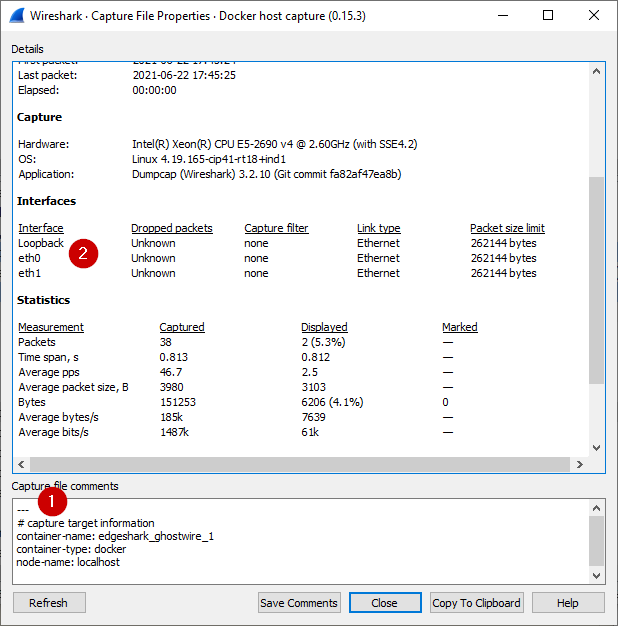 Wireshark · Capture File Properties · Docker host capture (0.15.3)
Details
First packet: 2021-06-22 17:45:24
Last packet: 2021-06-22 17:45:25
Elapsed: 00:00:00
Capture
Hardware: Intel(R) Xeon(R) CPU E5-2690 v4 @ 2.60GHz (with SSE4.2)
OS: Linux 4.19.165-cip41-rt18+ind1
Application: Dumpcap (Wireshark) 3.2.10 (Git commit fa82af47ea8b)
Interfaces
Interface Dropped packets Capture filter Link type Packet size limit
Loopback Unknown none Ethernet 262144 bytes
2
eth0 Unknown none Ethernet 262144 bytes
eth1 Unknown none Ethernet 262144 bytes
Statistics
Measurement Captured Displayed Marked
Packets 38 2 (5.3%) —
Time span, s 0.813 0.812 —
Average pps 46.7 2.5 —
Average packet size, B 3980 3103 —
Bytes 151253 6206 (4.1%) 0
Average bytes/s 185k 7639 —
Average bits/s 1487k 61k —
Capture file comments
1
---
# capture target information
container-name: edgeshark_ghostwire_1
container-type: docker
node-name: localhost
Refresh Save Comments Close Copy To Clipboard Help